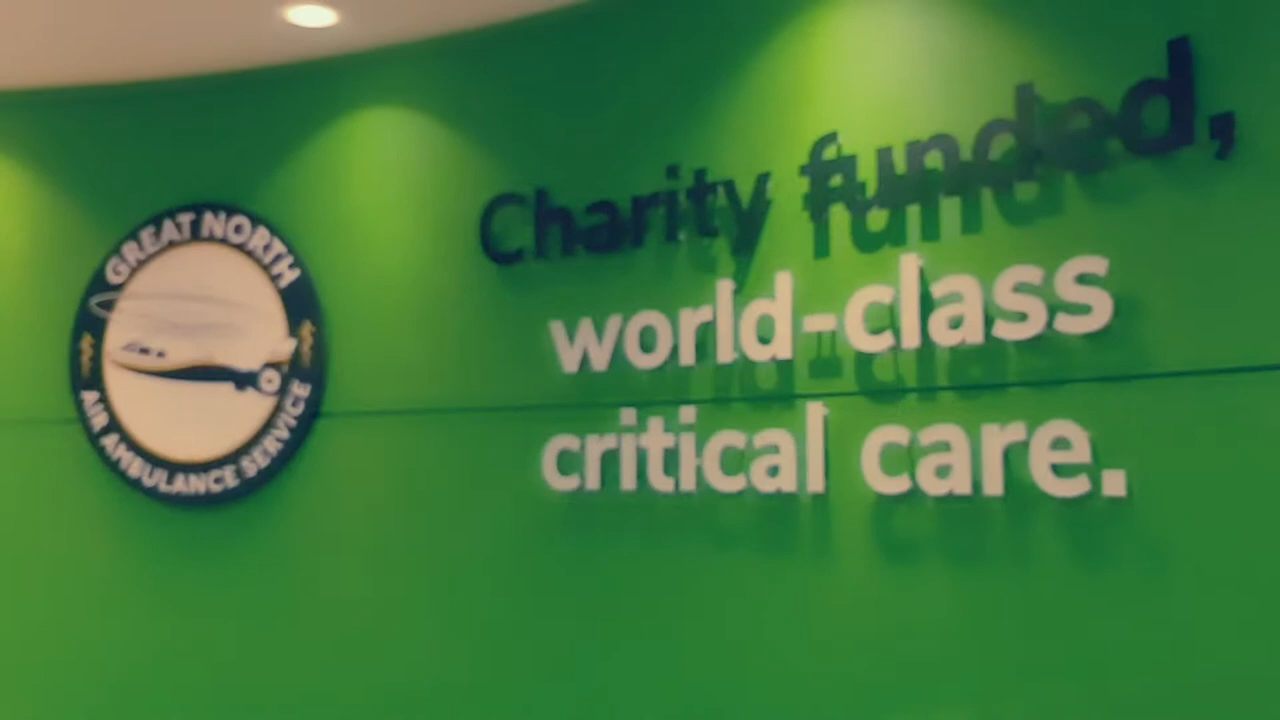 GREAT NORTH
AIR AMBULANCE SERVICE
Charity funded,
world-class
critical care.